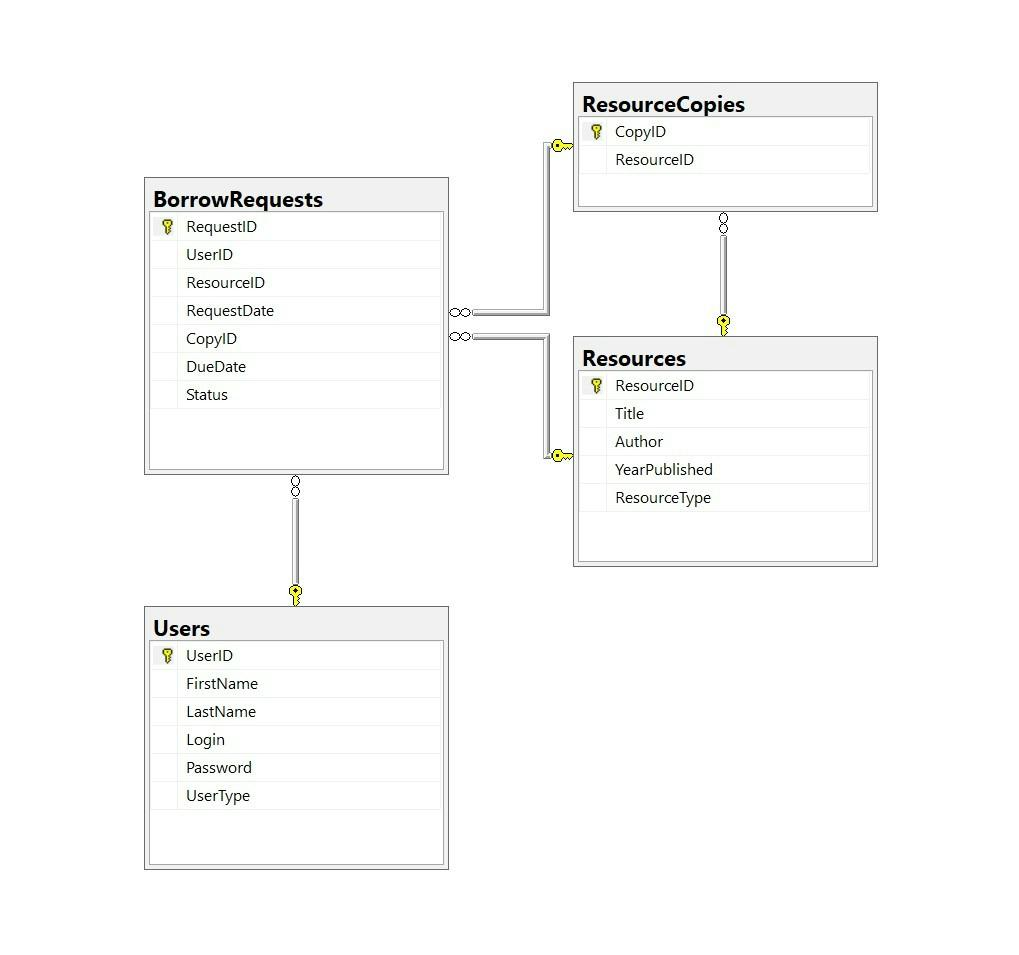 ResourceCopies
CopyID
ResourceID
BorrowRequests
RequestID
UserID
ResourceID
RequestDate
CopyID
DueDate
Status
Resources
ResourceID
Title
Author
YearPublished
ResourceType
Users
UserID
FirstName
LastName
Login
Password
UserType